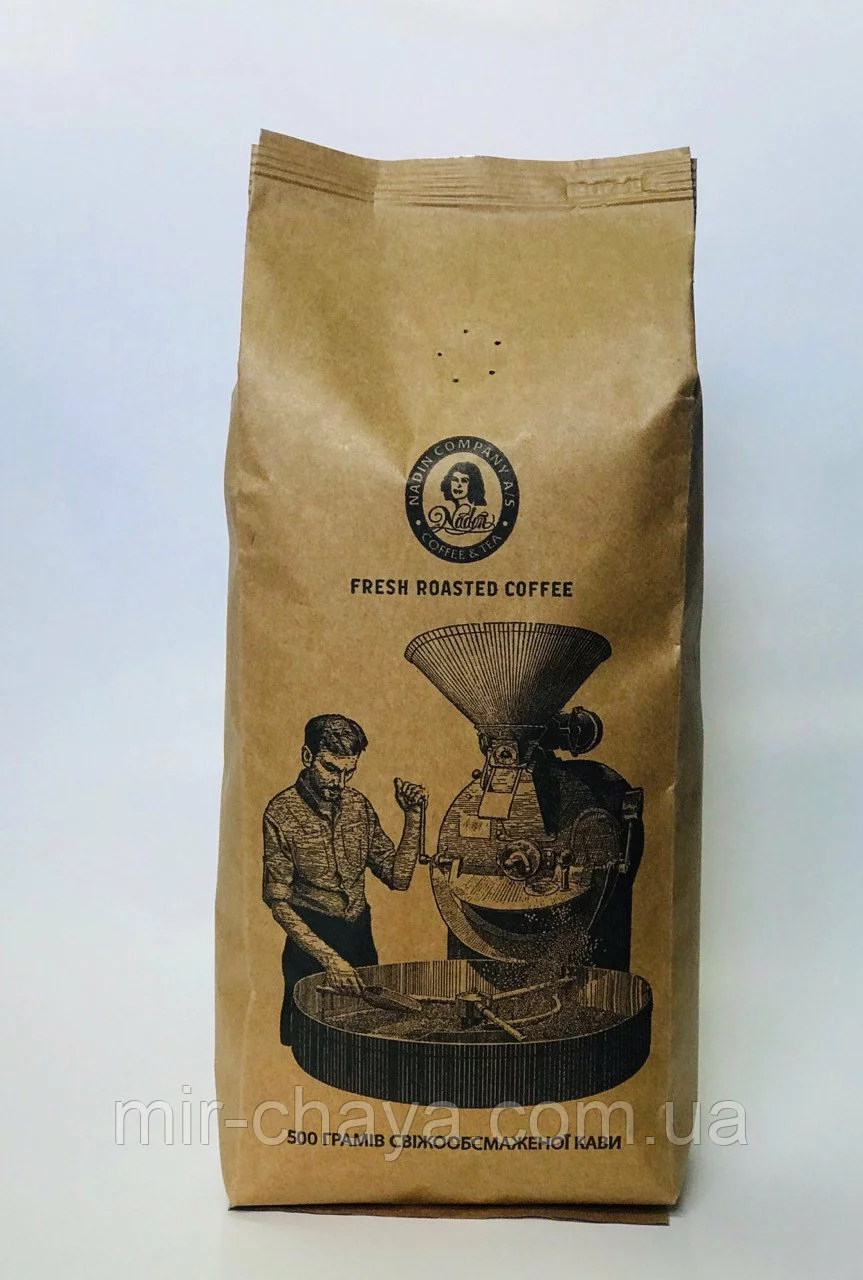 NADIN COMPANY A/S
Nadin
COFFEE & TEA
FRESH ROASTED COFFEE
mir-chaya.com.ua
500 ГРАМІВ СВІЖООБСМАЖЕНОЇ КАВИ